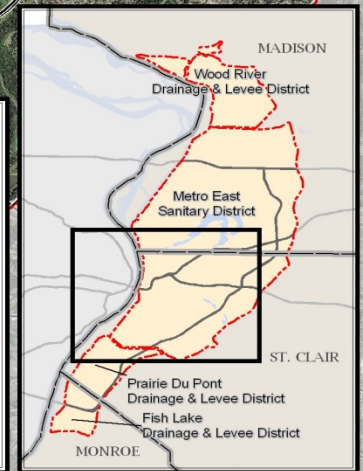 MADISON
Wood River
Drainage & Levee District
Metro East
Sanitary District
ST. CLAIR
Prairie Du Pont
Drainage & Levee District
Fish Lake
Drainage & Levee District
MONROE